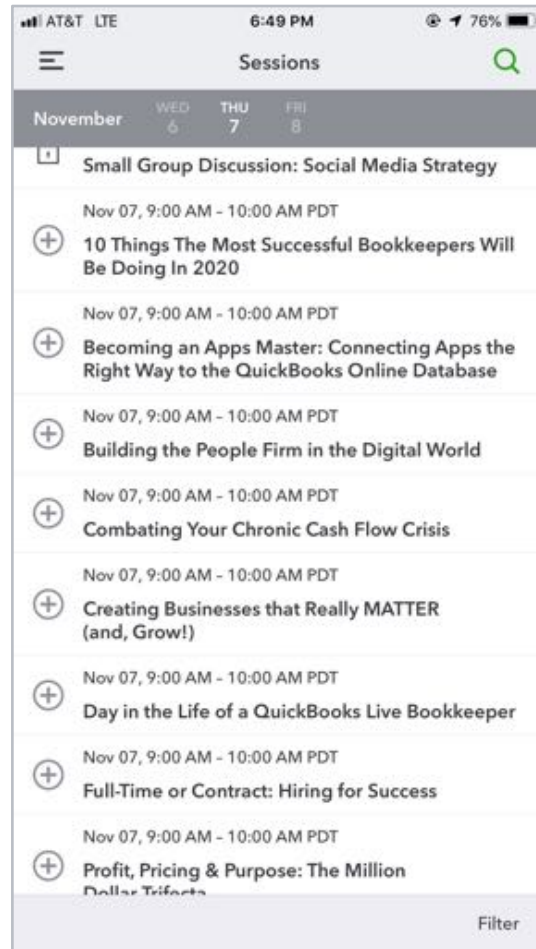 AT&T LTE 6:49 PM 76%
Sessions
November WED 6 THU 7 FRI 8
Small Group Discussion: Social Media Strategy
Nov 07, 9:00 AM – 10:00 AM PDT
10 Things The Most Successful Bookkeepers Will
Be Doing In 2020
Nov 07, 9:00 AM – 10:00 AM PDT
Becoming an Apps Master: Connecting Apps the
Right Way to the QuickBooks Online Database
Nov 07, 9:00 AM – 10:00 AM PDT
Building the People Firm in the Digital World
Nov 07, 9:00 AM – 10:00 AM PDT
Combating Your Chronic Cash Flow Crisis
Nov 07, 9:00 AM – 10:00 AM PDT
Creating Businesses that Really MATTER
(and, Grow!)
Nov 07, 9:00 AM – 10:00 AM PDT
Day in the Life of a QuickBooks Live Bookkeeper
Nov 07, 9:00 AM – 10:00 AM PDT
Full-Time or Contract: Hiring for Success
Nov 07, 9:00 AM – 10:00 AM PDT
Profit, Pricing & Purpose: The Million
Dollar Trifecta
Filter